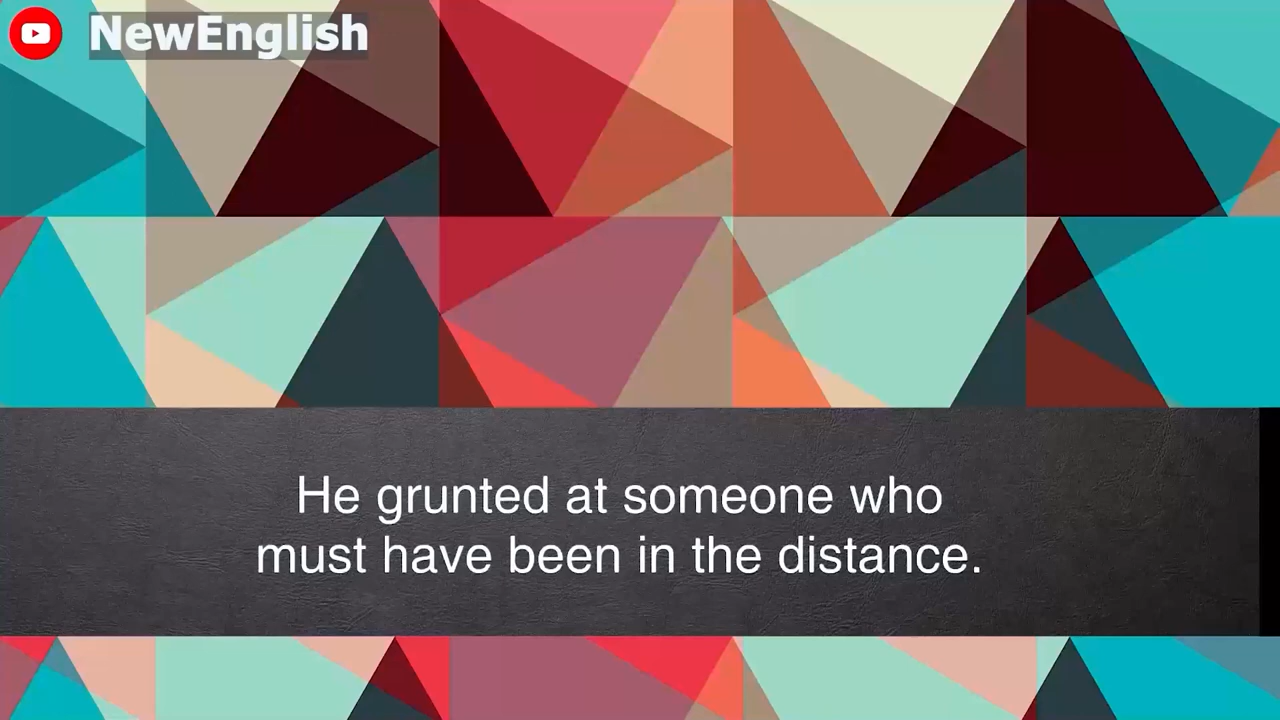 NewEnglish
He grunted at someone who
must have been in the distance.